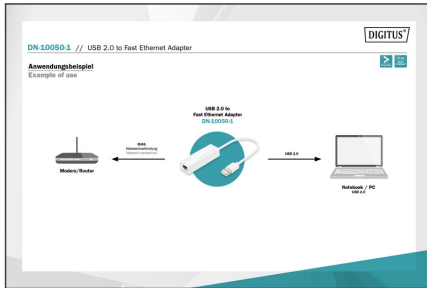 DIGITUS®
DN-10050-1 // USB 2.0 to Fast Ethernet Adapter
Anwendungsbeispiel
Example of use
USB 2.0 to
Fast Ethernet Adapter
DN-10050-1
RJ45
Netzwerkverbindung
Network connection
USB 2.0
Modem/Router
Notebook / PC
USB 2.0